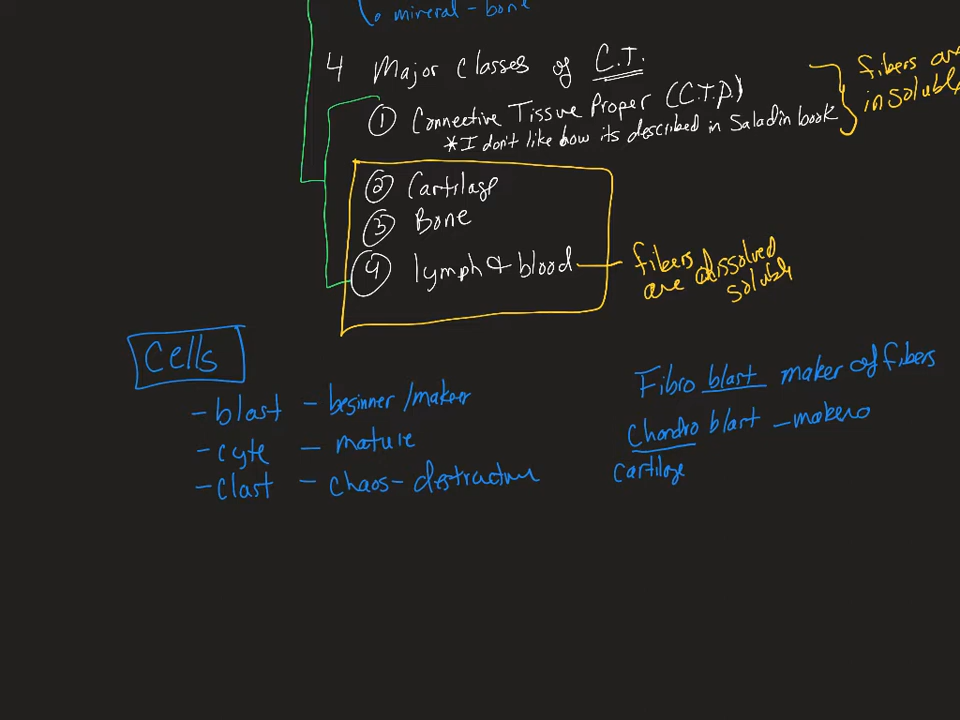 mineral - bone
4 Major Classes of C.T.
① Connective Tissue Proper (C.T.P.)
*I don't like how its described in Saladin book
fibers are
insoluble
② Cartilage
③ Bone
④ lymph & blood
fibers
are dissolved
soluble
Cells
-blast - beginner/maker
-cyte - mature
-clast - chaos-destructive
Fibro blast maker of fibers
Chondro blast - maker o
cartilage